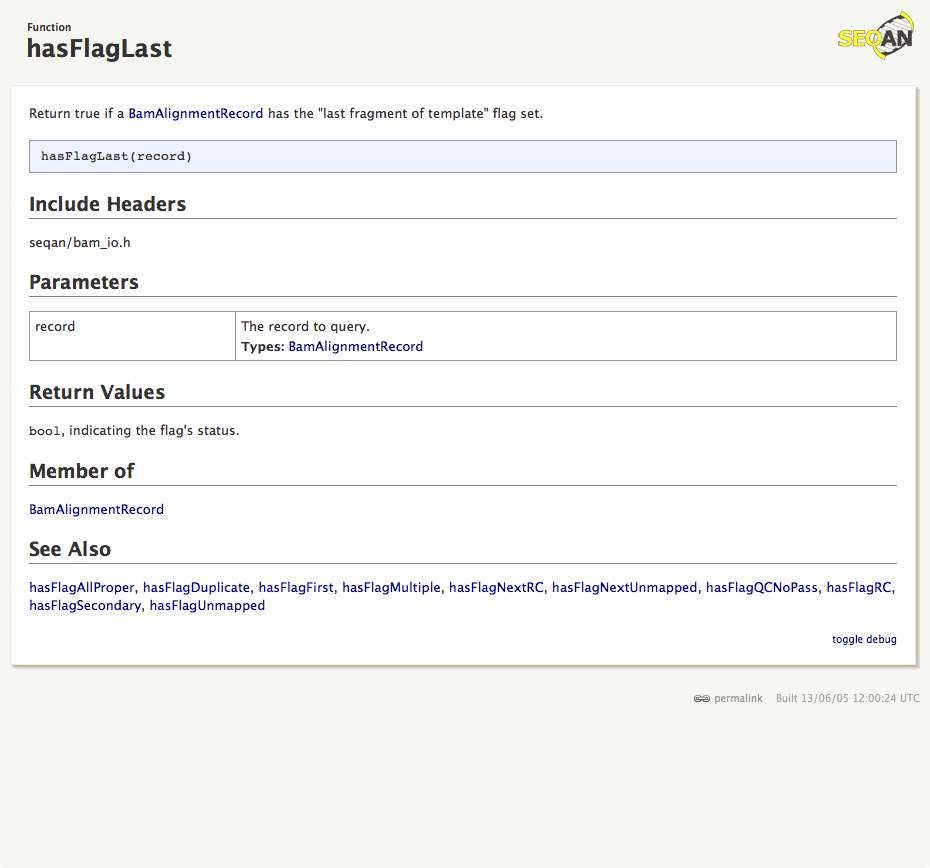 Function
hasFlagLast
SEQAN
Return true if a BamAlignmentRecord has the "last fragment of template" flag set.
hasFlagLast(record)
Include Headers
seqan/bam_io.h
Parameters
record
The record to query.
Types: BamAlignmentRecord
Return Values
bool, indicating the flag's status.
Member of
BamAlignmentRecord
See Also
hasFlagAllProper, hasFlagDuplicate, hasFlagFirst, hasFlagMultiple, hasFlagNextRC, hasFlagNextUnmapped, hasFlagQCNoPass, hasFlagRC,
hasFlagSecondary, hasFlagUnmapped
toggle debug
permalink Built 13/06/05 12:00:24 UTC